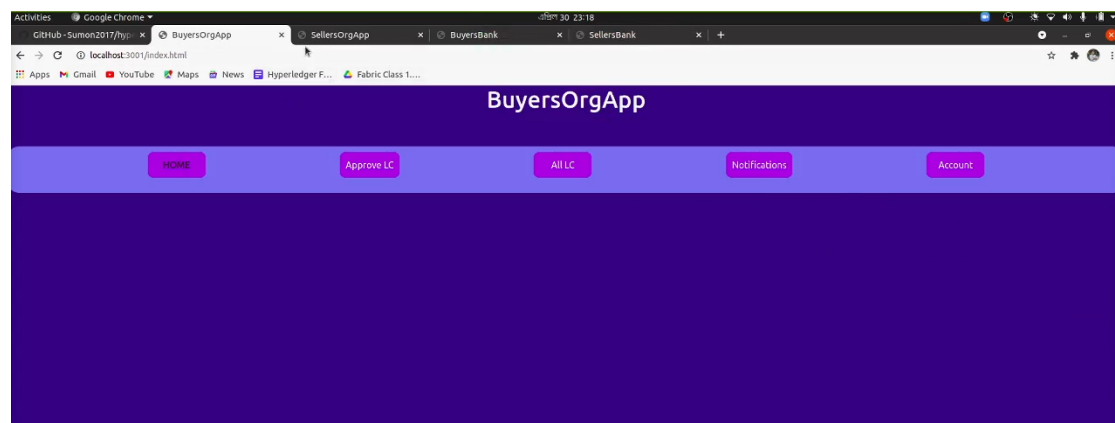 Activities Google Chrome এপ্রিল 30 23:18
GitHub - Sumon2017/hyp BuyersOrgApp SellersOrgApp BuyersBank SellersBank
localhost:3001/index.html
Apps Gmail YouTube Maps News Hyperledger F... Fabric Class 1....
BuyersOrgApp
HOME Approve LC All LC Notifications Account